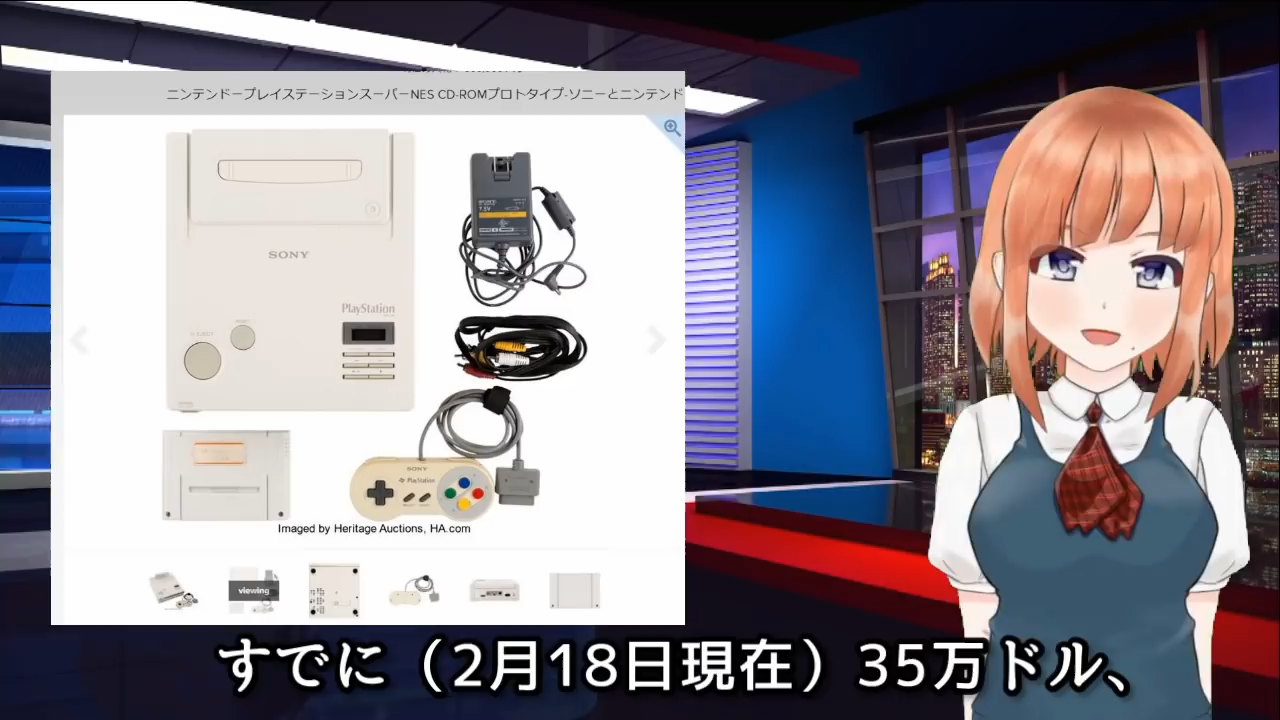 ニンテンドープレイステーションスーパーNES CD-ROMプロトタイプ-ソニーとニンテンド
SONY
PlayStation
SONY
PlayStation
Imaged by Heritage Auctions, HA.com
viewing
すでに（2月18日現在）35万ドル、